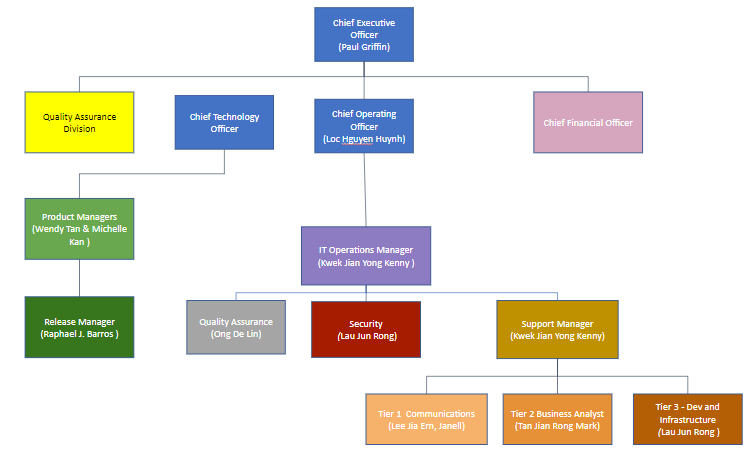 Chief Executive
Officer
(Paul Griffin)
Quality Assurance
Division
Chief Technology
Officer
Chief Operating
Officer
(Loc Hguyen Huynh)
Chief Financial Officer
Product Managers
(Wendy Tan & Michelle
Kan )
IT Operations Manager
(Kwek Jian Yong Kenny )
Release Manager
(Raphael J. Barros )
Quality Assurance
(Ong De Lin)
Security
(Lau Jun Rong)
Support Manager
(Kwek Jian Yong Kenny)
Tier 1  Communications
(Lee Jia Ern, Janell)
Tier 2 Business Analyst
(Tan Jian Rong Mark)
Tier 3 - Dev and
Infrastructure
(Lau Jun Rong )